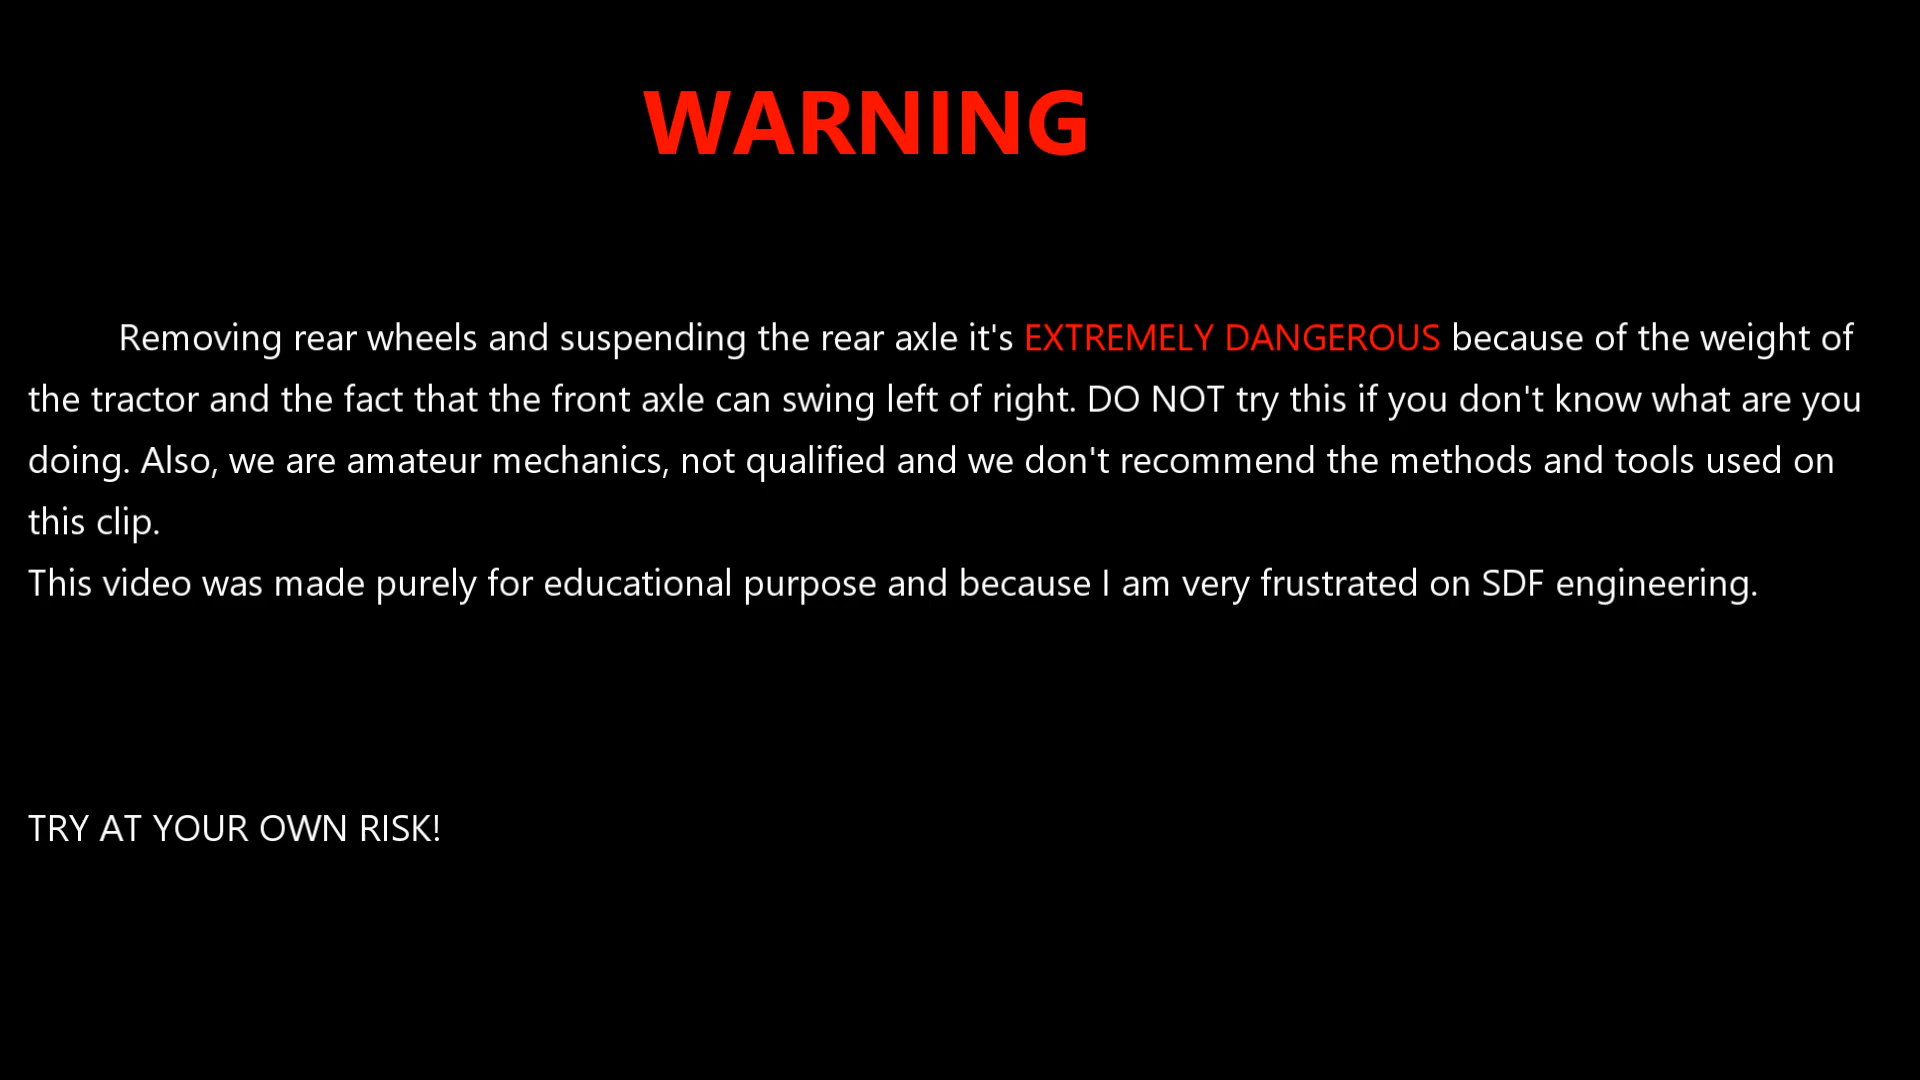 WARNING
Removing rear wheels and suspending the rear axle it's EXTREMELY DANGEROUS because of the weight of
the tractor and the fact that the front axle can swing left of right. DO NOT try this if you don't know what are you
doing. Also, we are amateur mechanics, not qualified and we don't recommend the methods and tools used on
this clip.
This video was made purely for educational purpose and because I am very frustrated on SDF engineering.
TRY AT YOUR OWN RISK!